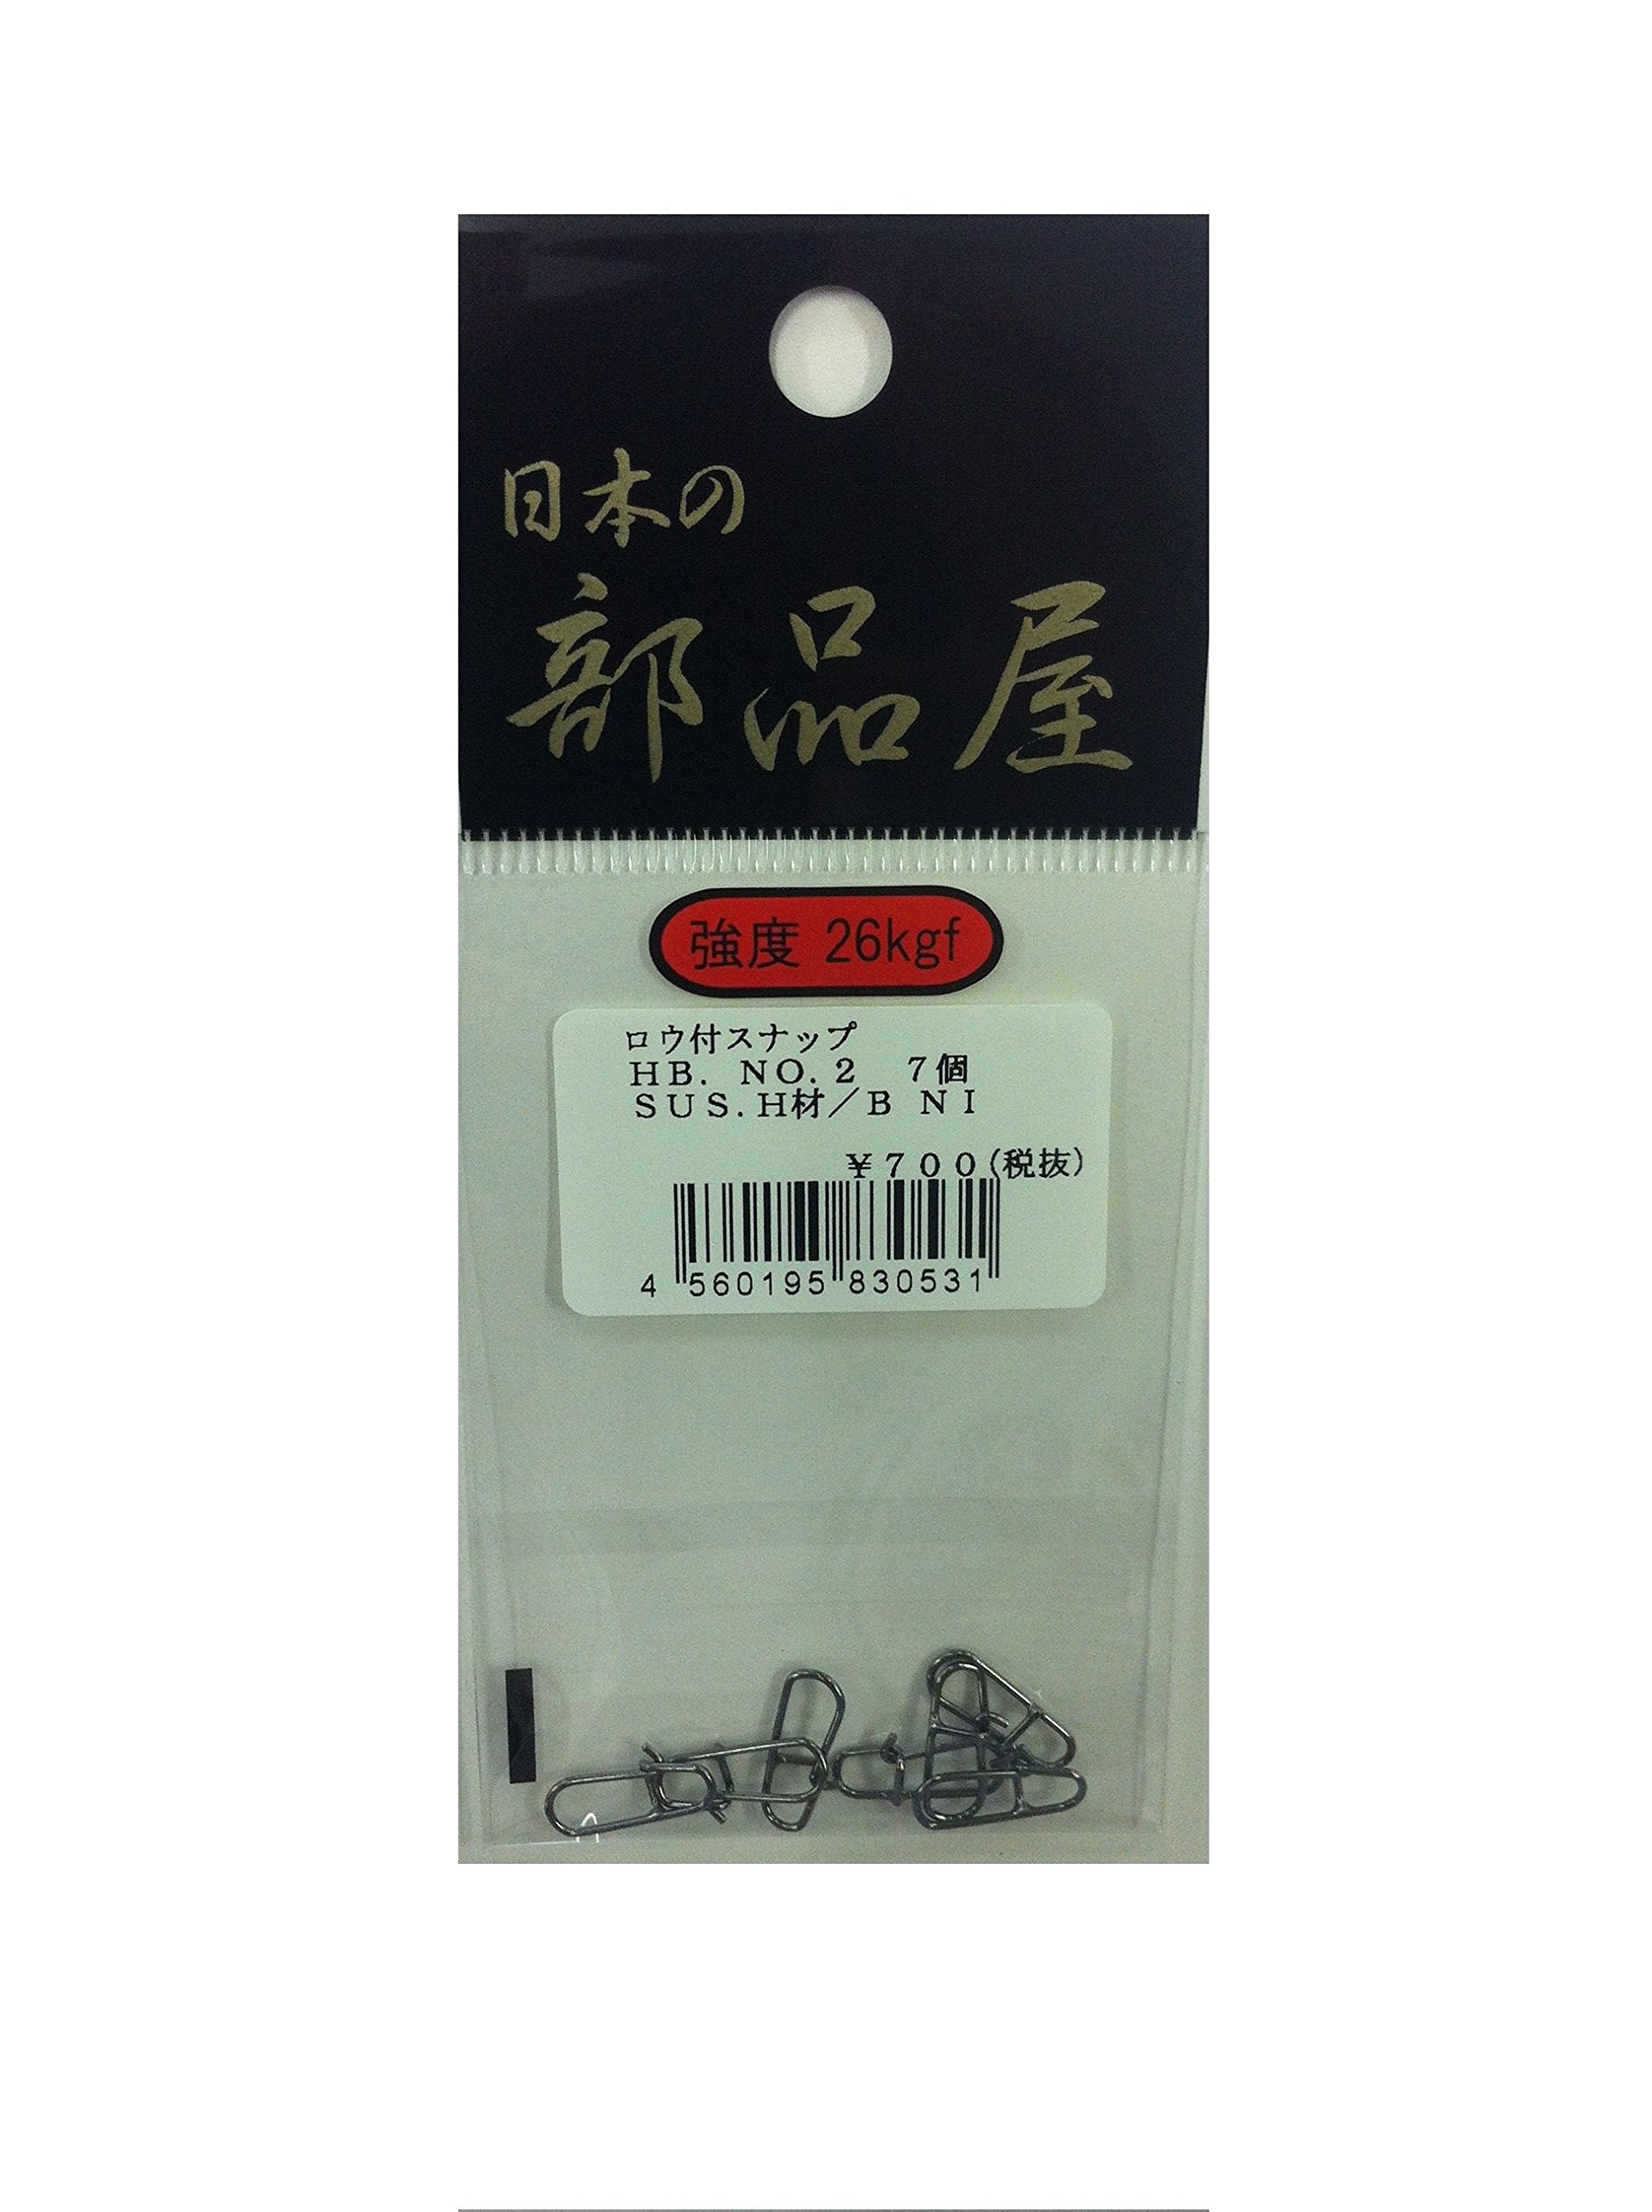 日本の
部品屋
強度 26kgf
ロウ付スナップ
HB. NO.2　7個
SUS.H材／B NI
¥700(税抜)
4 560195 830531